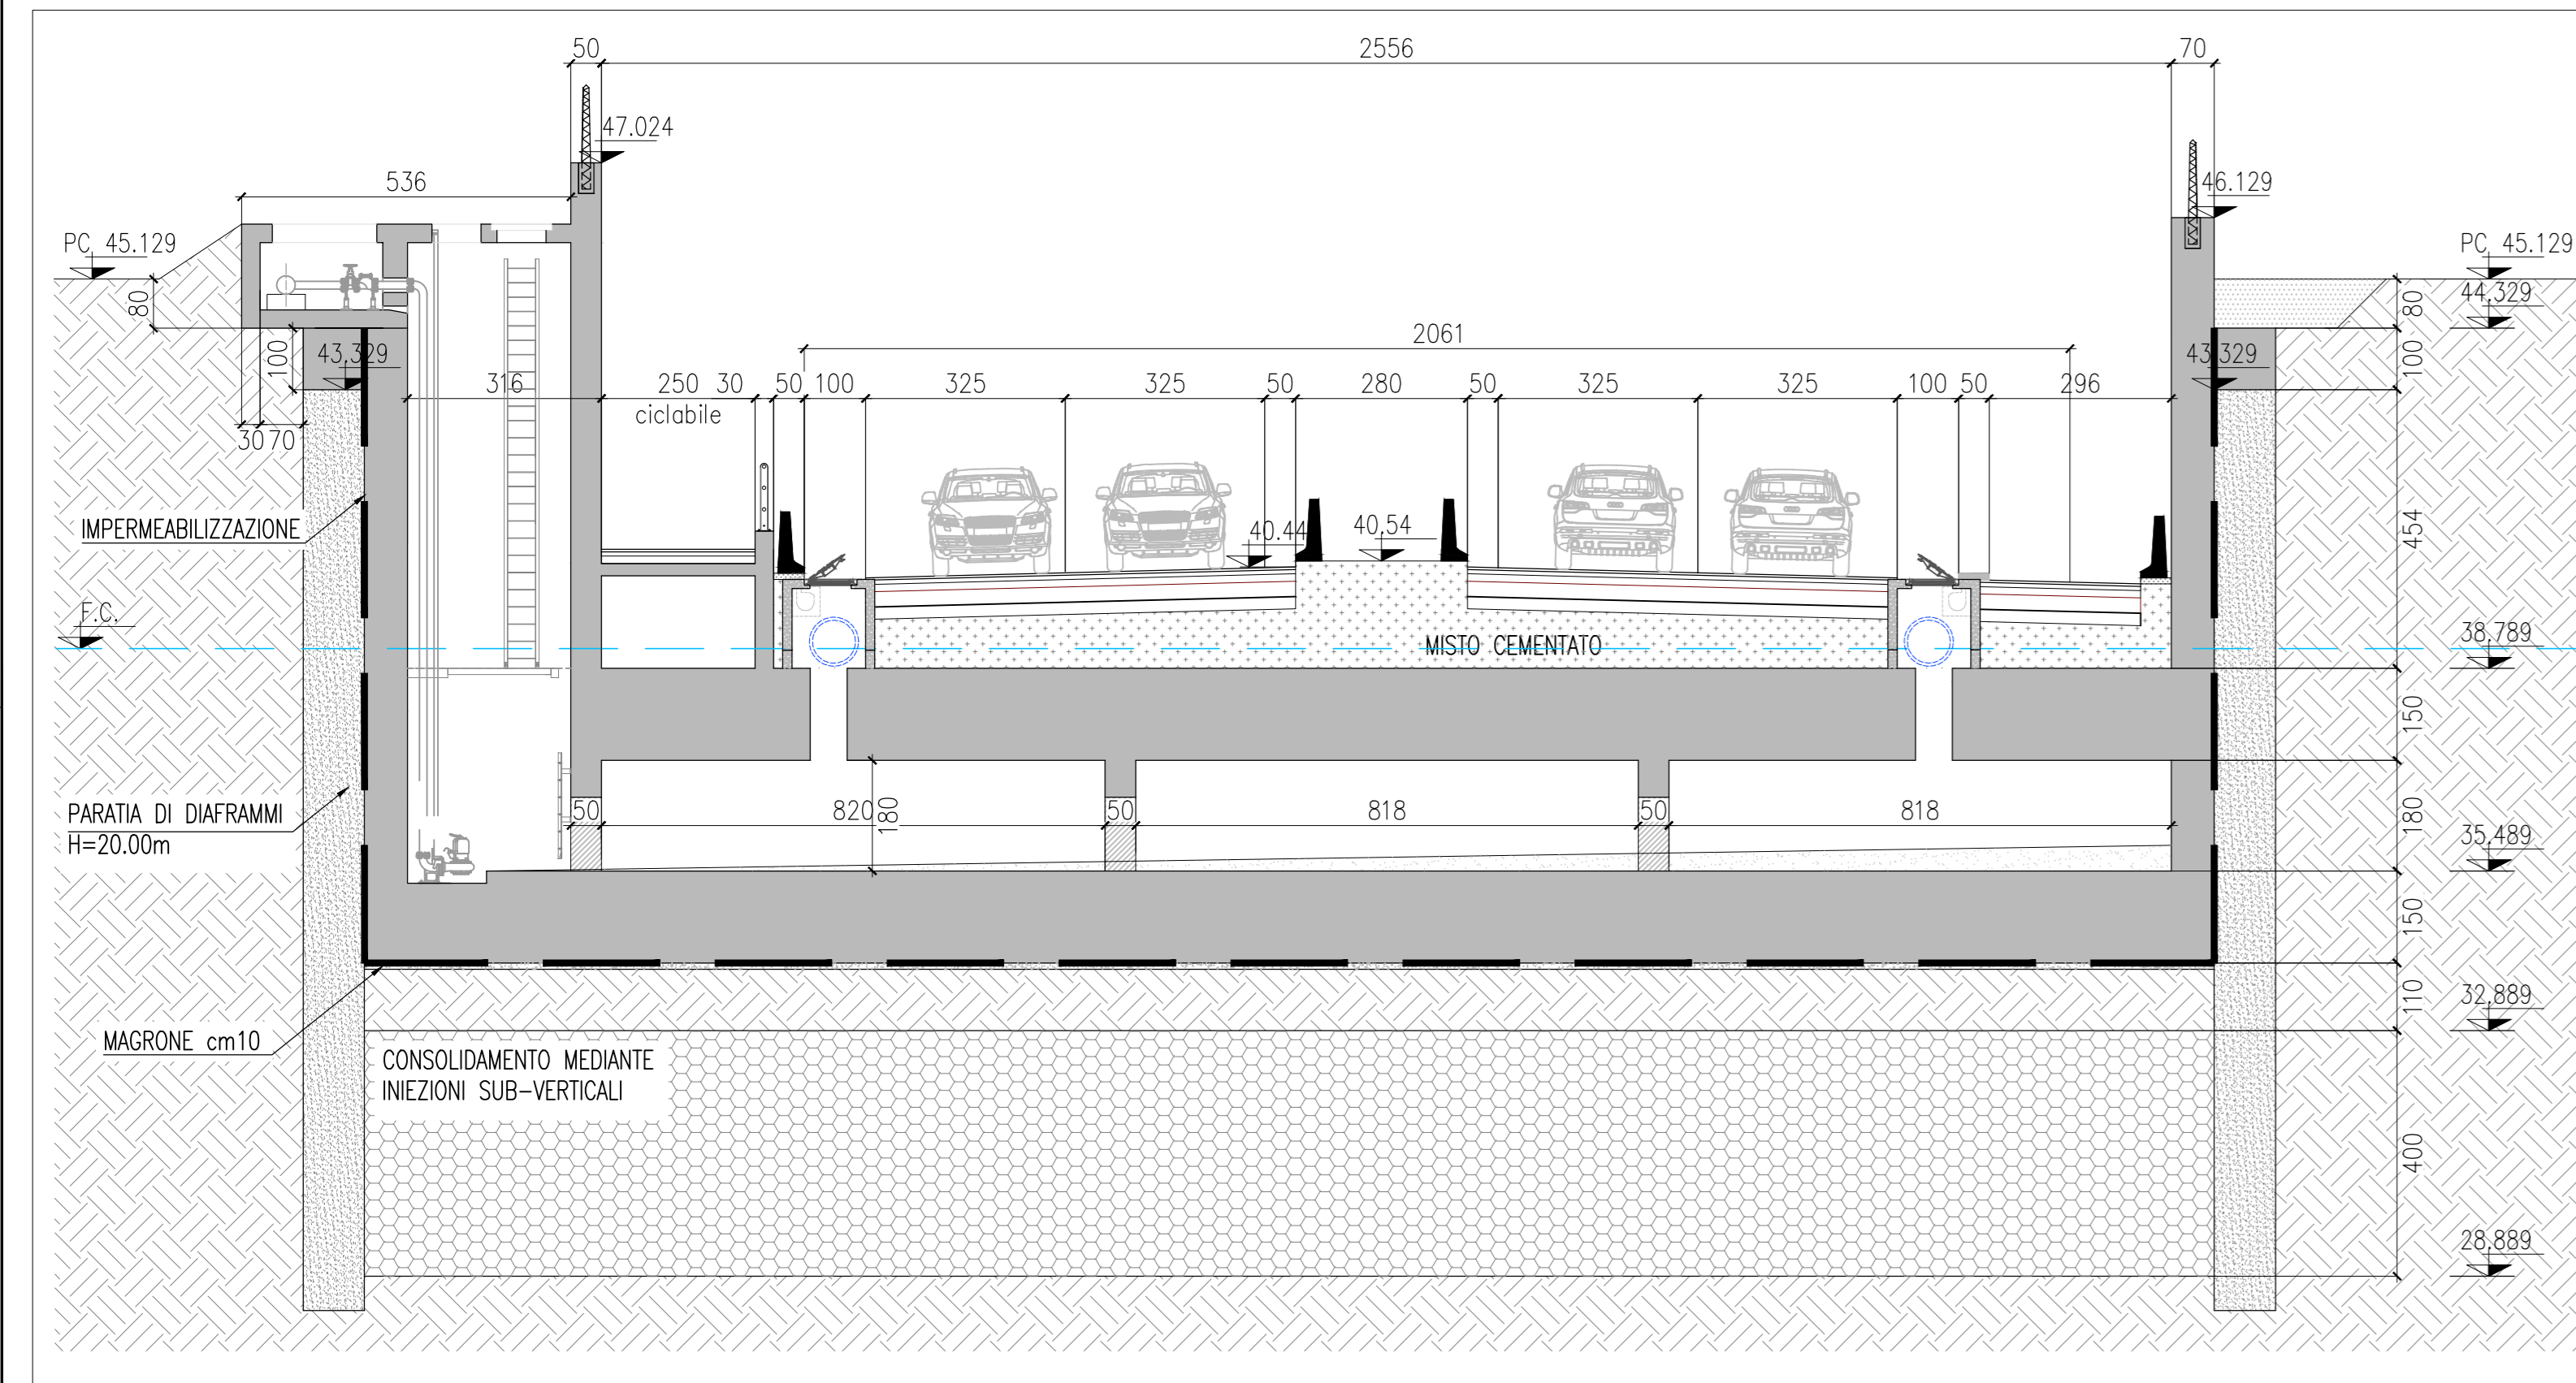 50 2556 70
47.024
536
46.129
PC 45.129
PC 45.129
80
44.329
80
2061
100
43.329
43.329
100
316 250 30 50 100 325 325 50 280 50 325 325 100 50 296
ciclabile
30 70
IMPERMEABILIZZAZIONE
40.44
40.54
454
F.C.
MISTO CEMENTATO
38.789
150
PARATIA DI DIAFRAMMI
H=20.00m
50 820 180 50 818 50 818
180
35.489
150
110
32.889
MAGRONE cm10
CONSOLIDAMENTO MEDIANTE
INIEZIONI SUB-VERTICALI
400
28.889